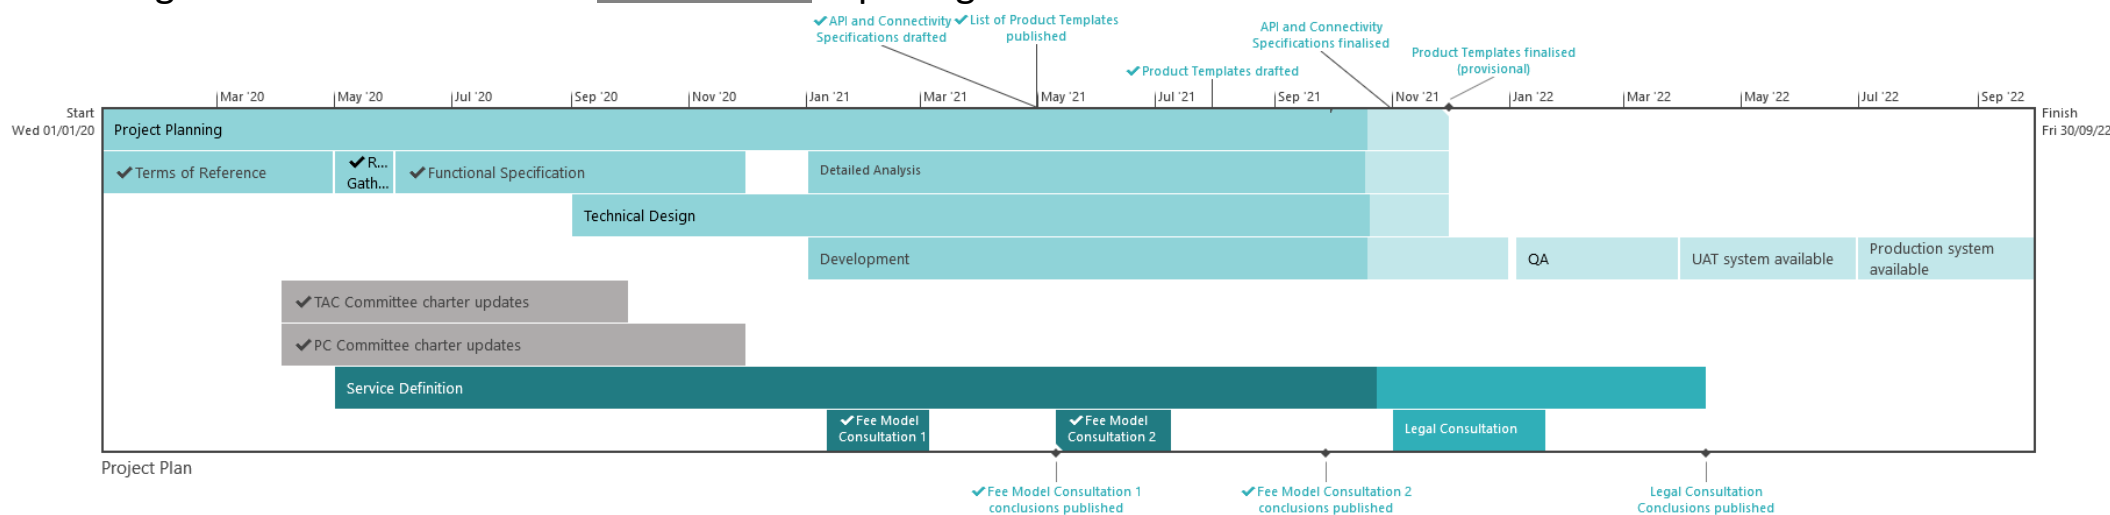 ✔API and Connectivity
Specifications drafted
✔List of Product Templates
published
API and Connectivity
Specifications finalised
Product Templates finalised
(provisional)
✔Product Templates drafted
Mar '20
May '20
Jul '20
Sep '20
Nov '20
Jan '21
Mar '21
May '21
Jul '21
Sep '21
Nov '21
Jan '22
Mar '22
May '22
Jul '22
Sep '22
Start
Wed 01/01/20
Finish
Fri 30/09/22
Project Planning
✔Terms of Reference
✔R...
Gath...
✔Functional Specification
Detailed Analysis
Technical Design
Development
QA
UAT system available
Production system
available
✔TAC Committee charter updates
✔PC Committee charter updates
Service Definition
✔Fee Model
Consultation 1
✔Fee Model
Consultation 2
Legal Consultation
Project Plan
✔Fee Model Consultation 1
conclusions published
✔Fee Model Consultation 2
conclusions published
Legal Consultation
Conclusions published